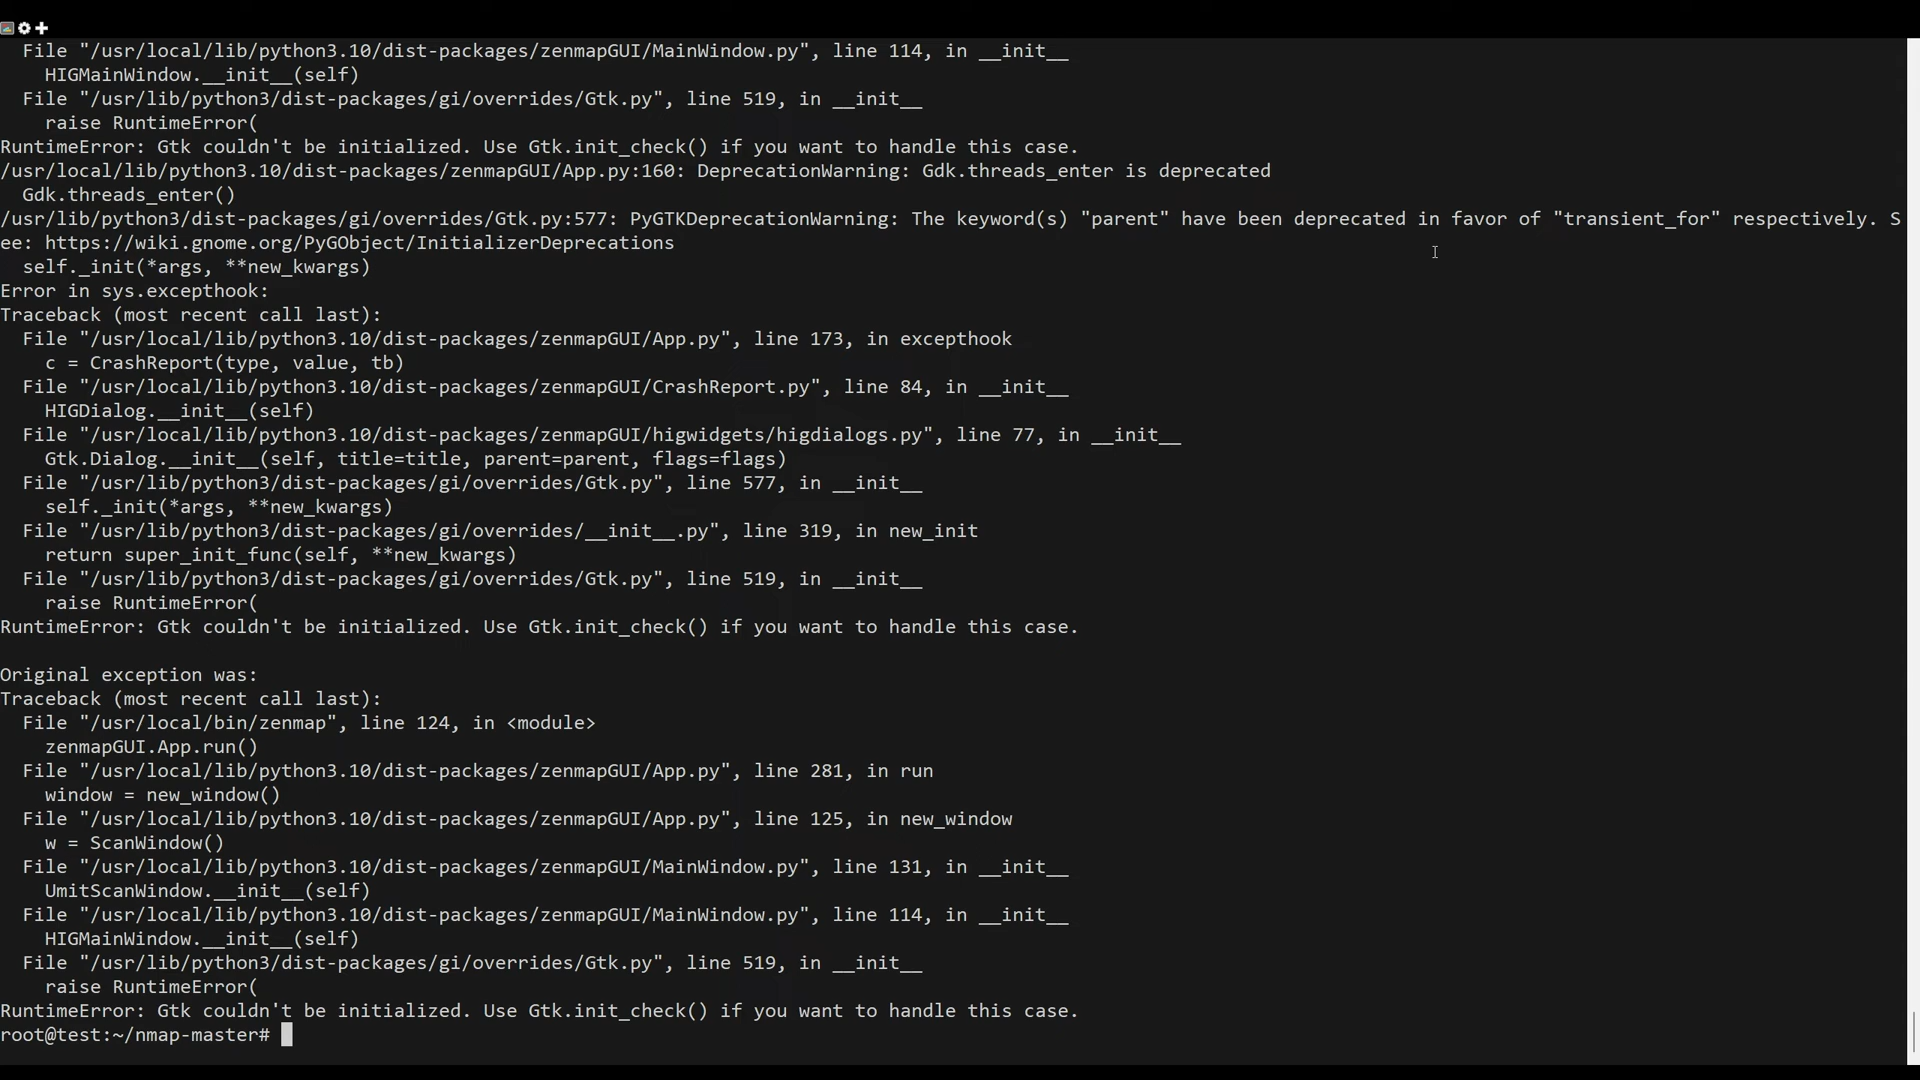 File "/usr/local/lib/python3.10/dist-packages/zenmapGUI/MainWindow.py", line 114, in __init__
HIGMainWindow.__init__(self)
File "/usr/lib/python3/dist-packages/gi/overrides/Gtk.py", line 519, in __init__
raise RuntimeError(
RuntimeError: Gtk couldn't be initialized. Use Gtk.init_check() if you want to handle this case.
/usr/local/lib/python3.10/dist-packages/zenmapGUI/App.py:160: DeprecationWarning: Gdk.threads_enter is deprecated
Gdk.threads_enter()
/usr/lib/python3/dist-packages/gi/overrides/Gtk.py:577: PyGTKDeprecationWarning: The keyword(s) "parent" have been deprecated in favor of "transient_for" respectively. S
ee: https://wiki.gnome.org/PyGObject/InitializerDeprecations
self._init(*args, **new_kwargs)
Error in sys.excepthook:
Traceback (most recent call last):
File "/usr/local/lib/python3.10/dist-packages/zenmapGUI/App.py", line 173, in excepthook
c = CrashReport(type, value, tb)
File "/usr/local/lib/python3.10/dist-packages/zenmapGUI/CrashReport.py", line 84, in __init__
HIGDialog.__init__(self)
File "/usr/local/lib/python3.10/dist-packages/zenmapGUI/higwidgets/higdialogs.py", line 77, in __init__
Gtk.Dialog.__init__(self, title=title, parent=parent, flags=flags)
File "/usr/lib/python3/dist-packages/gi/overrides/Gtk.py", line 577, in __init__
self._init(*args, **new_kwargs)
File "/usr/lib/python3/dist-packages/gi/overrides/__init__.py", line 319, in new_init
return super_init_func(self, **new_kwargs)
File "/usr/lib/python3/dist-packages/gi/overrides/Gtk.py", line 519, in __init__
raise RuntimeError(
RuntimeError: Gtk couldn't be initialized. Use Gtk.init_check() if you want to handle this case.
Original exception was:
Traceback (most recent call last):
File "/usr/local/bin/zenmap", line 124, in <module>
zenmapGUI.App.run()
File "/usr/local/lib/python3.10/dist-packages/zenmapGUI/App.py", line 281, in run
window = new_window()
File "/usr/local/lib/python3.10/dist-packages/zenmapGUI/App.py", line 125, in new_window
w = ScanWindow()
File "/usr/local/lib/python3.10/dist-packages/zenmapGUI/MainWindow.py", line 131, in __init__
UmitScanWindow.__init__(self)
File "/usr/local/lib/python3.10/dist-packages/zenmapGUI/MainWindow.py", line 114, in __init__
HIGMainWindow.__init__(self)
File "/usr/lib/python3/dist-packages/gi/overrides/Gtk.py", line 519, in __init__
raise RuntimeError(
RuntimeError: Gtk couldn't be initialized. Use Gtk.init_check() if you want to handle this case.
root@test:~/nmap-master#